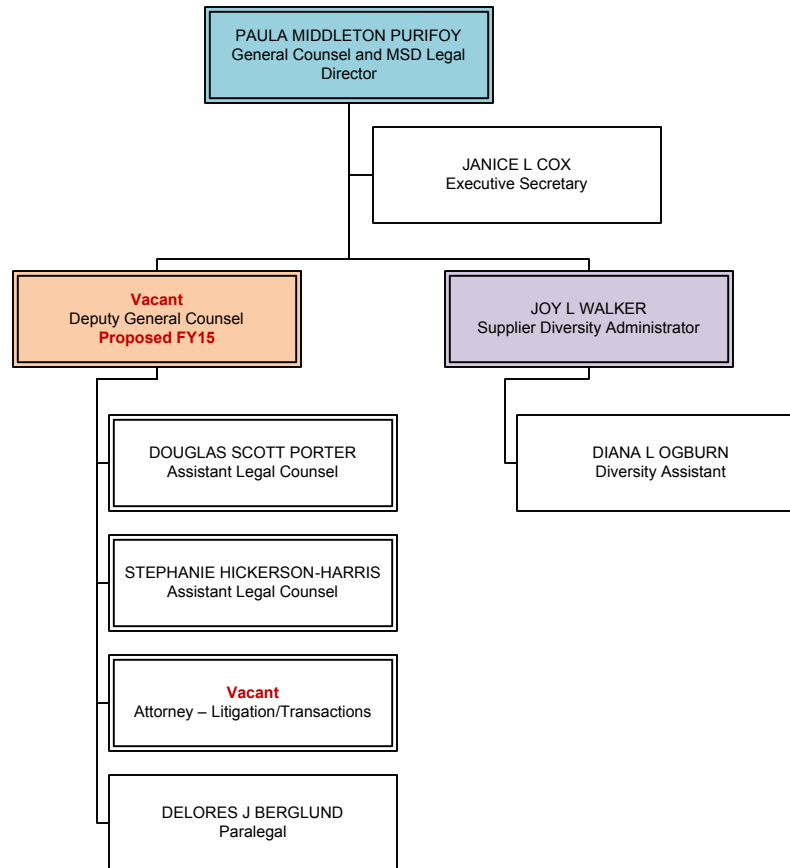 PAULA MIDDLETON PURIFOY
General Counsel and MSD Legal
Director
JANICE L COX
Executive Secretary
Vacant
Deputy General Counsel
Proposed FY15
JOY L WALKER
Supplier Diversity Administrator
DOUGLAS SCOTT PORTER
Assistant Legal Counsel
DIANA L OGBURN
Diversity Assistant
STEPHANIE HICKERSON-HARRIS
Assistant Legal Counsel
Vacant
Attorney – Litigation/Transactions
DELORES J BERGLUND
Paralegal